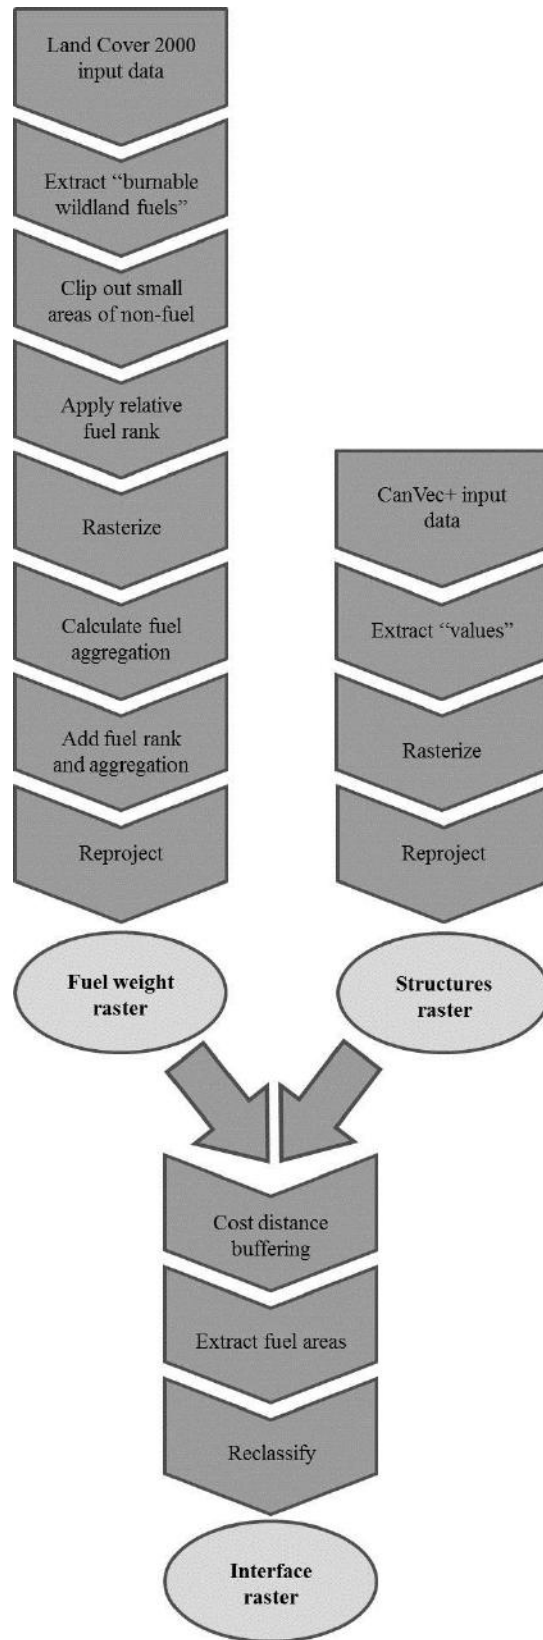 Land Cover 2000
input data
Extract “burnable
wildland fuels”
Clip out small
areas of non-fuel
Apply relative
fuel rank
Rasterize
Calculate fuel
aggregation
Add fuel rank
and aggregation
Reproject
Fuel weight
raster
CanVec+ input
data
Extract “values”
Rasterize
Reproject
Structures
raster
Cost distance
buffering
Extract fuel areas
Reclassify
Interface
raster